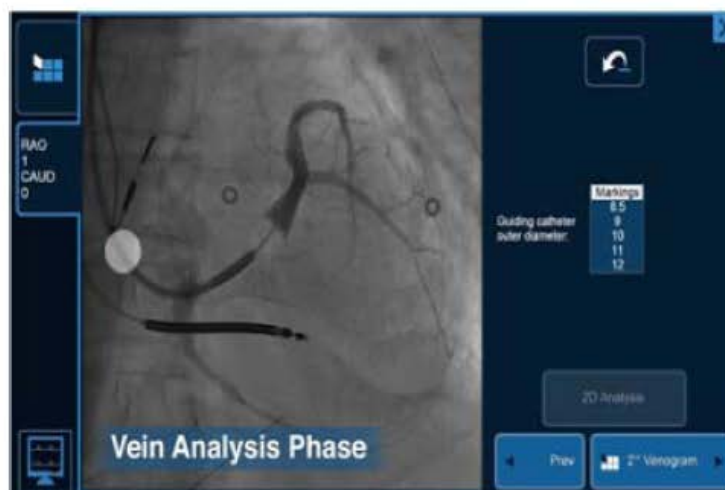 RAO
1
CAUD
0
Guiding catheter
outer diameter:
Markings
8.5
9
10
11
12
2D Analysis
Prev
2nd Venogram
Vein Analysis Phase